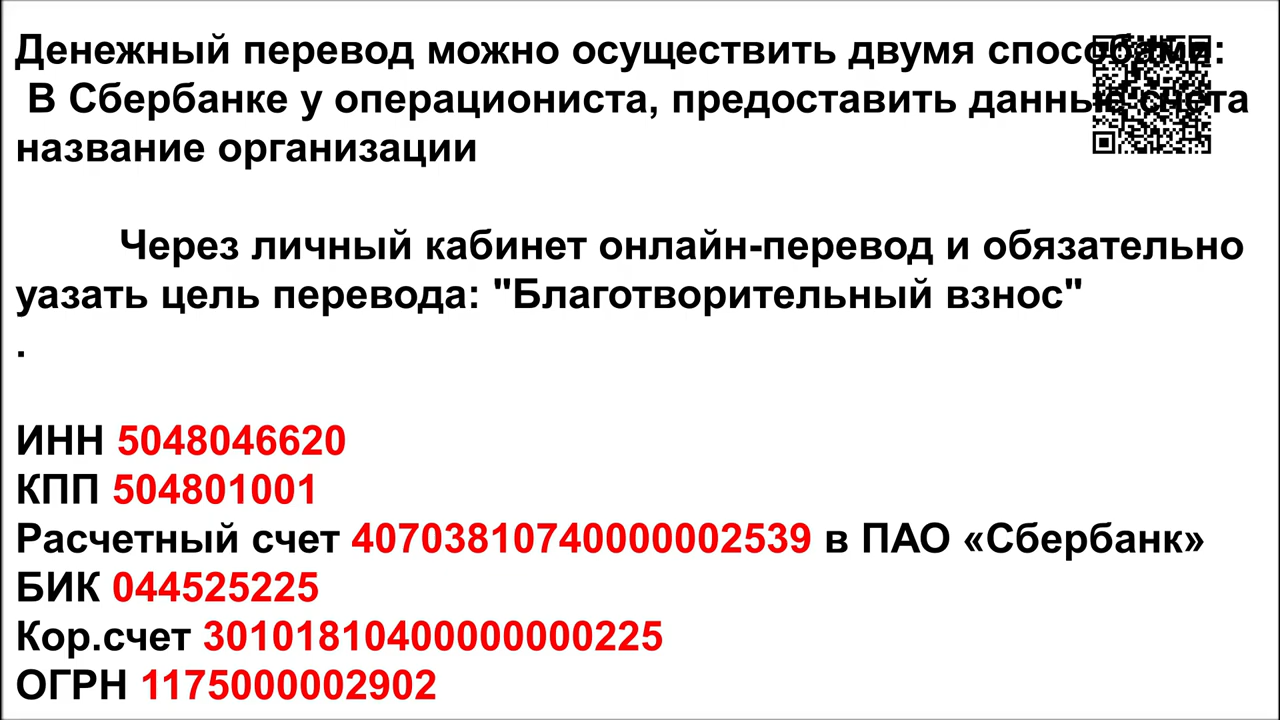 Денежный перевод можно осуществить двумя способами:
В Сбербанке у операциониста, предоставить данные счета
название организации
Через личный кабинет онлайн-перевод и обязательно
уазать цель перевода: "Благотворительный взнос"
.
ИНН 5048046620
КПП 504801001
Расчетный счет 40703810740000002539 в ПАО «Сбербанк»
БИК 044525225
Кор.счет 30101810400000000225
ОГРН 1175000002902